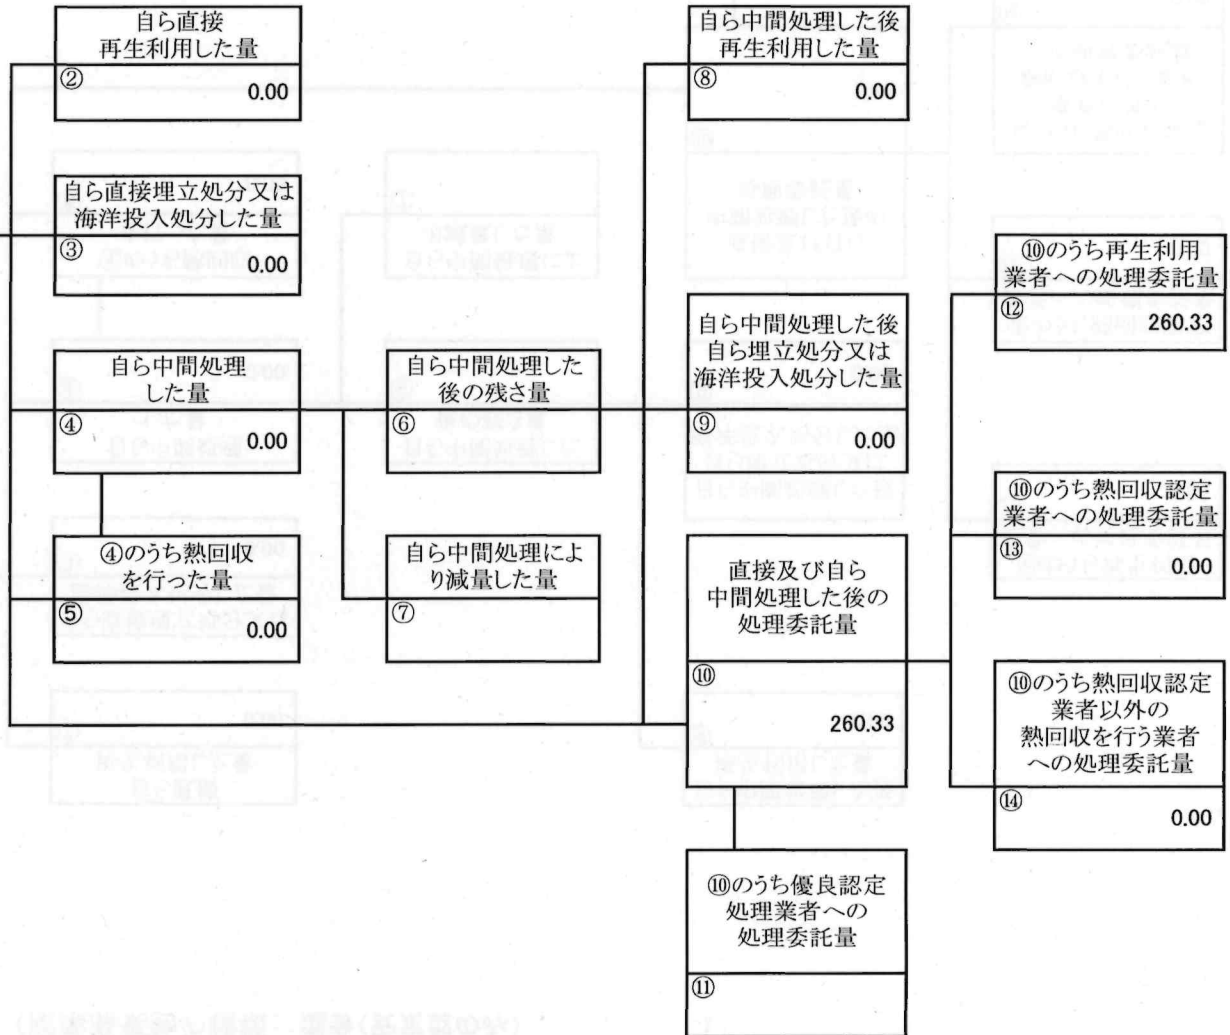 自ら直接
再生利用した量
②
0.00
自ら直接埋立処分又は
海洋投入処分した量
③
0.00
自ら中間処理
した量
④
0.00
④のうち熱回収
を行った量
⑤
0.00
自ら中間処理した
後の残さ量
⑥
自ら中間処理によ
り減量した量
⑦
自ら中間処理した後
再生利用した量
⑧
0.00
自ら中間処理した後
自ら埋立処分又は
海洋投入処分した量
⑨
0.00
直接及び自ら
中間処理した後の
処理委託量
⑩
260.33
⑩のうち優良認定
処理業者への
処理委託量
⑪
⑩のうち再生利用
業者への処理委託量
⑫
260.33
⑩のうち熱回収認定
業者への処理委託量
⑬
0.00
⑩のうち熱回収認定
業者以外の
熱回収を行う業者
への処理委託量
⑭
0.00